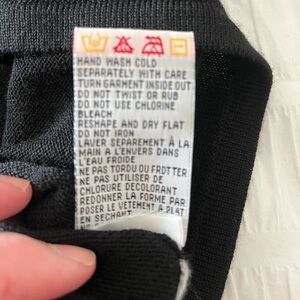 HAND WASH COLD
SEPARATELY WITH CARE
TURN GARMENT INSIDE OUT
DO NOT TWIST OR RUB
DO NOT USE CHLORINE
BLEACH
RESHAPE AND DRY FLAT
DO NOT IRON
LAVER SEPAREMENT À LA
MAIN A L'ENVERS DANS
L'EAU FROIDE
NE PAS TORDU OU FROTTER
NE PAS UTILISER DE
CHLORURE DECOLORANT
REDONNER LA FORME PAR
POSER LE VETEMENT A PLAT
EN SECHANT